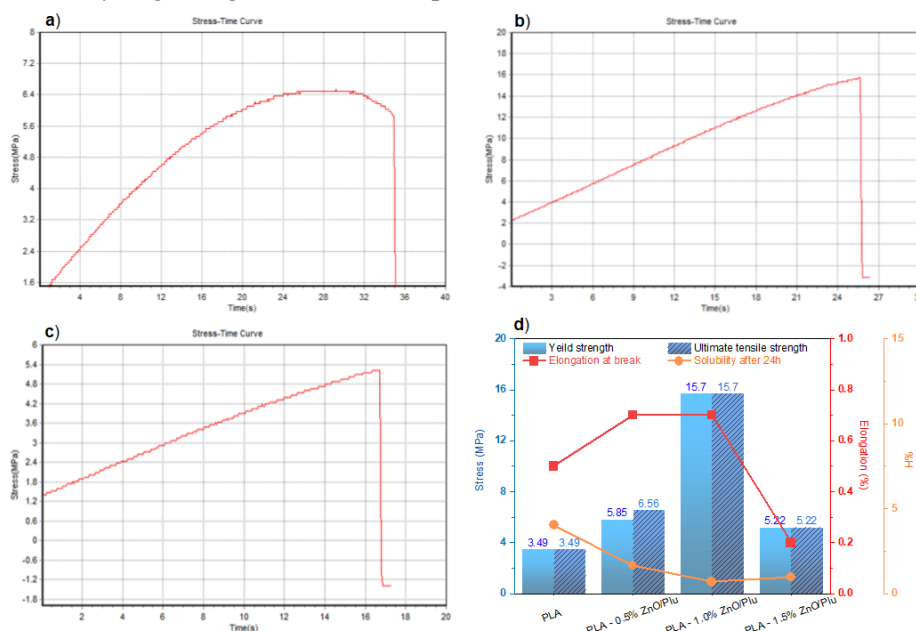 a)
Stress-Time Curve
8
7.2
6.4
5.6
4.8
4
3.2
2.4
1.6
Stress(MPa)
4 8 12 16 20 24 28 32 36 40
Time(s)
b)
Stress-Time Curve
20
18
16
14
12
10
8
6
4
2
0
-2
-4
Stress(MPa)
3 6 9 12 15 18 21 24 27
Time(s)
c)
Stress-Time Curve
6
5.4
4.8
4.2
3.6
3
2.4
1.8
1.2
0.6
0
-0.6
-1.2
-1.8
Stress(MPa)
2 4 6 8 10 12 14 16 18 20
Time(s)
d)
Yeild strength
Ultimate tensile strength
Elongation at break
Solubility after 24h
20
16
12
8
4
0
Stress (MPa)
3.49 3.49
5.85 6.56
15.7 15.7
5.22 5.22
1.0
0.8
0.6
0.4
0.2
0.0
Elongation (%)
15
10
5
0
H%
PLA
PLA - 0.5% ZnO/Plu
PLA - 1.0% ZnO/Plu
PLA - 1.5% ZnO/Plu